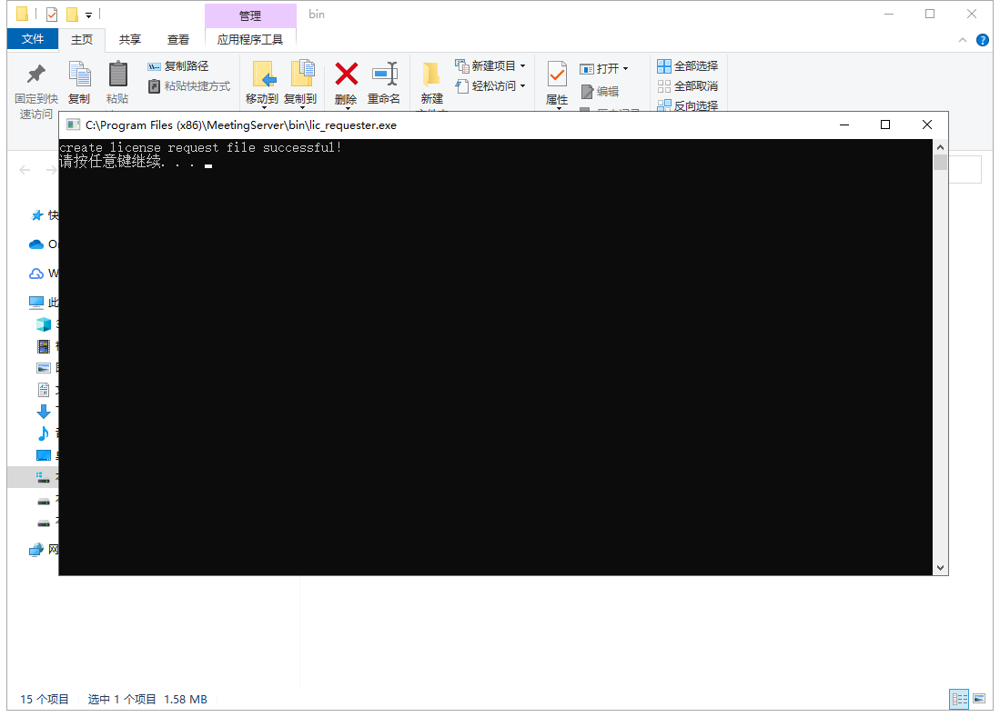 管理
bin
文件
主页
共享
查看
应用程序工具
固定到快
速访问
复制
粘贴
复制路径
粘贴快捷方式
移动到
复制到
删除
重命名
新建
新建项目
轻松访问
属性
打开
编辑
全部选择
全部取消
反向选择
C:\Program Files (x86)\MeetingServer\bin\lic_requester.exe
create license request file successful!
请按任意键继续. . .
快
W
此
网
15 个项目
选中 1 个项目 1.58 MB